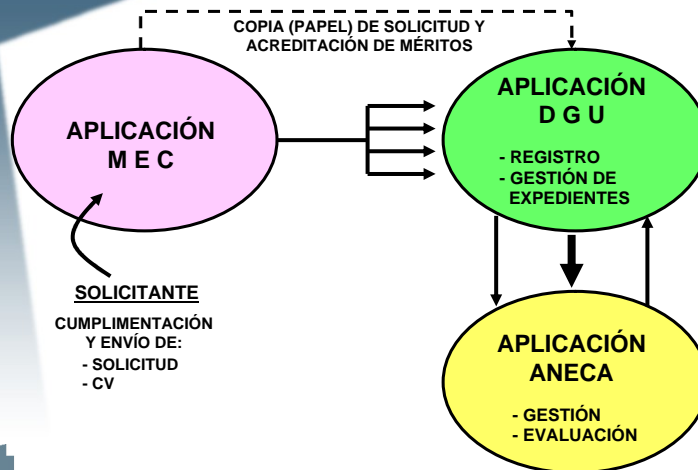 COPIA (PAPEL) DE SOLICITUD Y
ACREDITACIÓN DE MÉRITOS
APLICACIÓN
M E C
APLICACIÓN
D G U
- REGISTRO
- GESTIÓN DE
EXPEDIENTES
SOLICITANTE
CUMPLIMENTACIÓN
Y ENVÍO DE:
- SOLICITUD
- CV
APLICACIÓN
ANECA
- GESTIÓN
- EVALUACIÓN